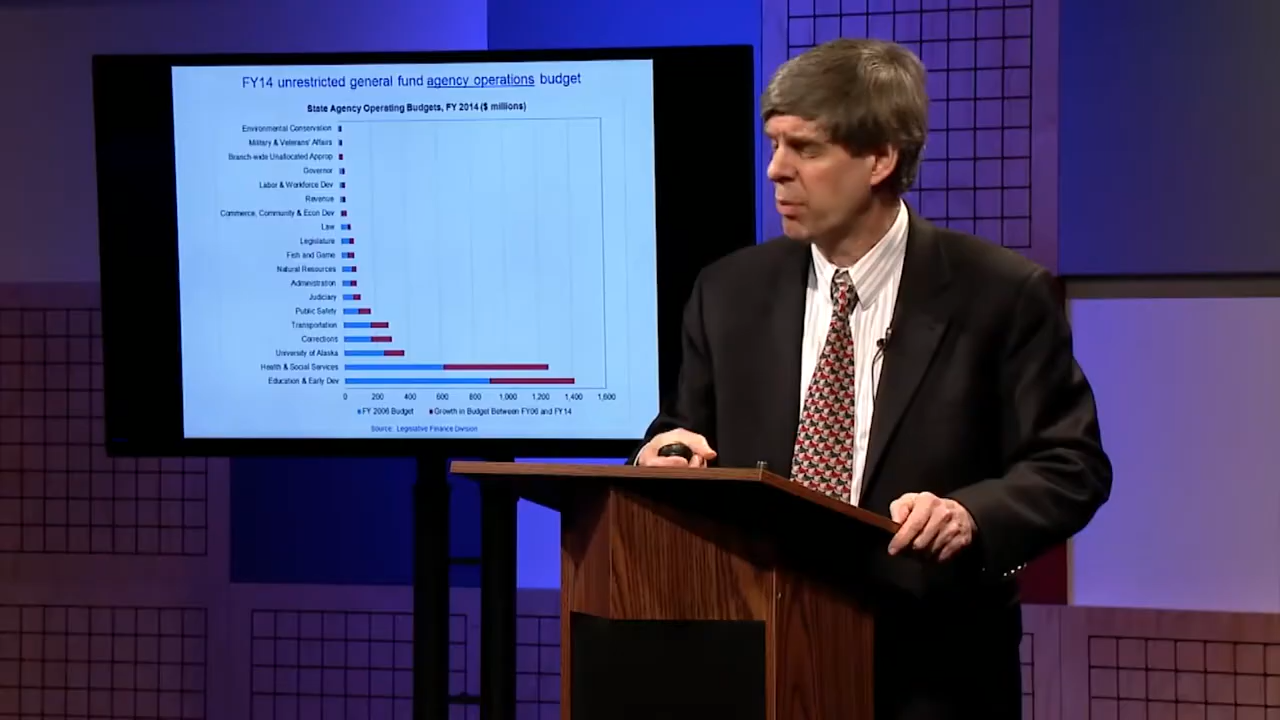 FY14 unrestricted general fund agency operations budget
State Agency Operating Budgets, FY 2014 ($ millions)
Environmental Conservation
Military & Veterans' Affairs
Branch-wide Unallocated Approp
Governor
Labor & Workforce Dev
Revenue
Commerce, Community & Econ Dev
Law
Legislature
Fish and Game
Natural Resources
Administration
Judiciary
Public Safety
Transportation
Corrections
University of Alaska
Health & Social Services
Education & Early Dev
0 200 400 600 800 1,000 1,200 1,400 1,600
FY 2006 Budget Growth in Budget Between FY06 and FY14
Source: Legislative Finance Division